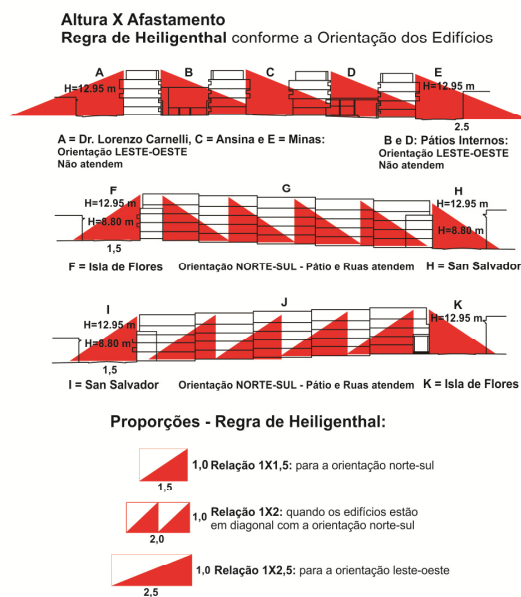 Altura X Afastamento
Regra de Heiligenthal conforme a Orientação dos Edifícios
A B C D E
H=12.95 m H=12.95 m
2.5
A = Dr. Lorenzo Carnelli, C = Ansina e E = Minas:
Orientação LESTE-OESTE
Não atendem
B e D: Pátios Internos:
Orientação LESTE-OESTE
Não atendem
F G H
H=12.95 m H=12.95 m
H=8.80 m H=8.80 m
1,5
F = Isla de Flores Orientação NORTE-SUL - Pátio e Ruas atendem H = San Salvador
I J K
H=12.95 m H=12.95 m
H=8.80 m
1,5
I = San Salvador Orientação NORTE-SUL - Pátio e Ruas atendem K = Isla de Flores
Proporções - Regra de Heiligenthal:
1,0 Relação 1X1,5: para a orientação norte-sul
1,5
1,0 Relação 1X2: quando os edifícios estão
em diagonal com a orientação norte-sul
2,0
1,0 Relação 1X2,5: para a orientação leste-oeste
2,5